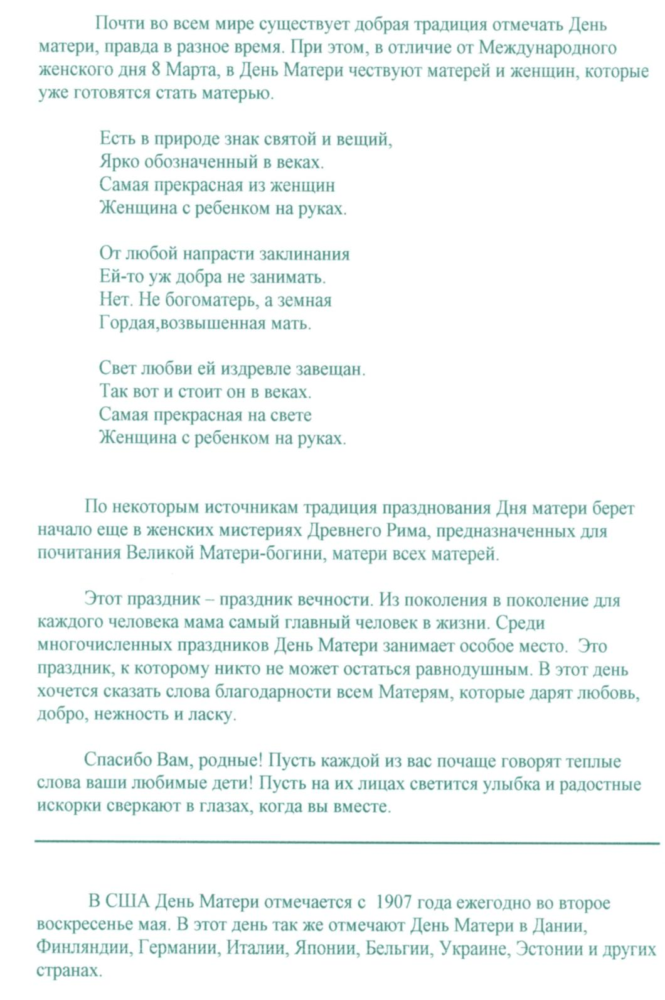 Почти во всем мире существует добрая традиция отмечать День
матери, правда в разное время. При этом, в отличие от Международного
женского дня 8 Марта, в День Матери чествуют матерей и женщин, которые
уже готовятся стать матерью.
Есть в природе знак святой и вещий,
Ярко обозначенный в веках.
Самая прекрасная из женщин
Женщина с ребенком на руках.
От любой напрасти заклинания
Ей-то уж добра не занимать.
Нет. Не богоматерь, а земная
Гордая,возвышенная мать.
Свет любви ей издревле завещан.
Так вот и стоит он в веках.
Самая прекрасная на свете
Женщина с ребенком на руках.
По некоторым источникам традиция празднования Дня матери берет
начало еще в женских мистериях Древнего Рима, предназначенных для
почитания Великой Матери-богини, матери всех матерей.
Этот праздник – праздник вечности. Из поколения в поколение для
каждого человека мама самый главный человек в жизни. Среди
многочисленных праздников День Матери занимает особое место.  Это
праздник, к которому никто не может остаться равнодушным. В этот день
хочется сказать слова благодарности всем Матерям, которые дарят любовь,
добро, нежность и ласку.
Спасибо Вам, родные! Пусть каждой из вас почаще говорят теплые
слова ваши любимые дети! Пусть на их лицах светится улыбка и радостные
искорки сверкают в глазах, когда вы вместе.
В США День Матери отмечается с  1907 года ежегодно во второе
воскресенье мая. В этот день так же отмечают День Матери в Дании,
Финляндии, Германии, Италии, Японии, Бельгии, Украине, Эстонии и других
странах.